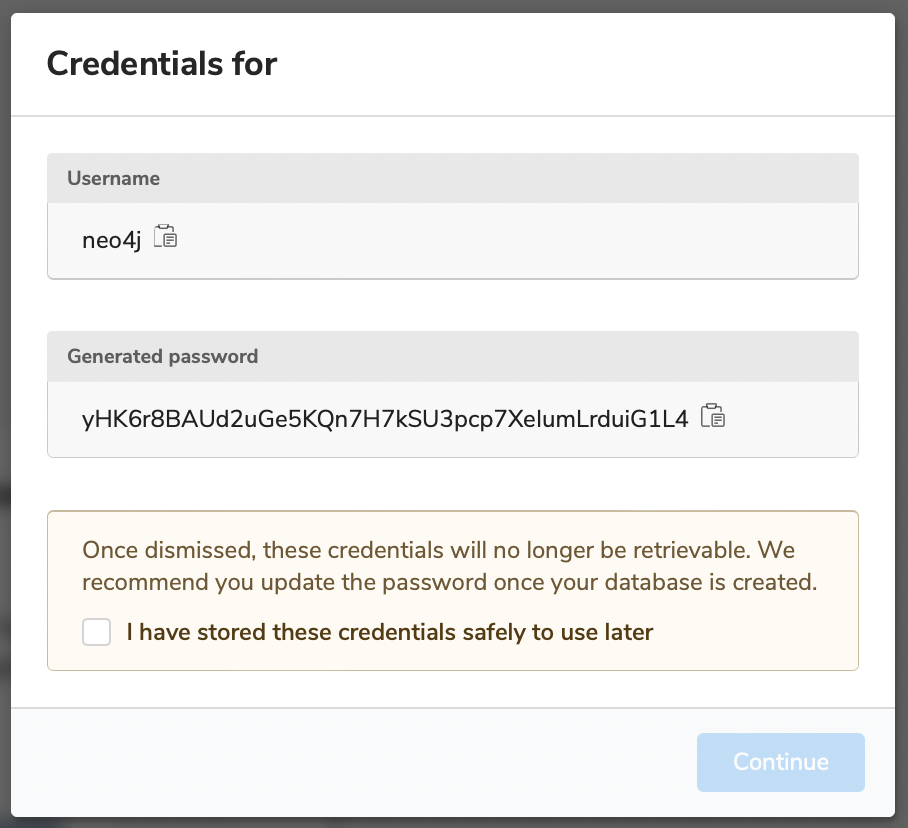 Credentials for
Username
neo4j
Generated password
yHK6r8BAUd2uGe5KQn7H7kSU3pcp7XelumLrduiG1L4
Once dismissed, these credentials will no longer be retrievable. We
recommend you update the password once your database is created.
I have stored these credentials safely to use later
Continue